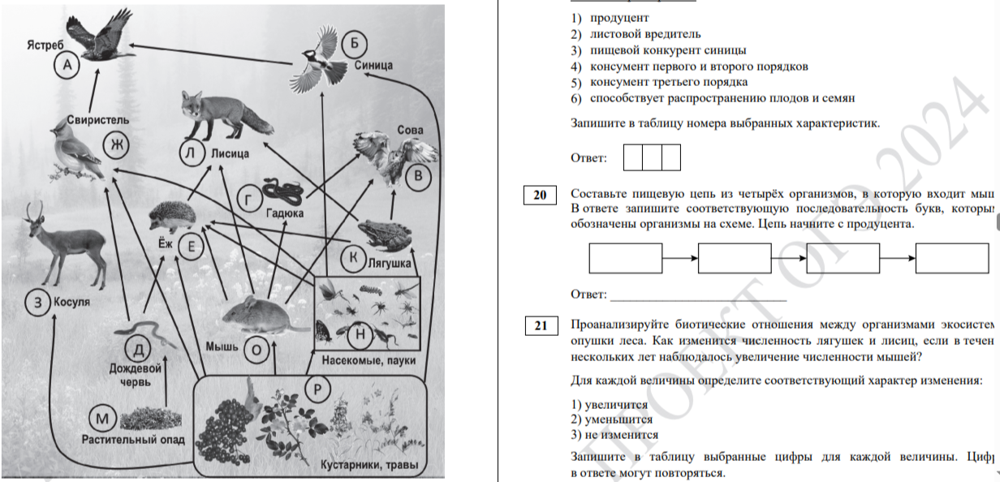 Ястреб
А
Б
Синица
Свиристель
Ж
Л Лисица
Сова
В
Г
Гадюка
Ёж Е
К
Лягушка
З Косуля
Д
Дождевой
червь
Мышь О
Н
Насекомые, пауки
Р
М
Растительный опад
Кустарники, травы
1) продуцент
2) листовой вредитель
3) пищевой конкурент синицы
4) консумент первого и второго порядков
5) консумент третьего порядка
6) способствует распространению плодов и семян
Запишите в таблицу номера выбранных характеристик.
Ответ:
20
Составьте пищевую цепь из четырёх организмов, в которую входит мыш
В ответе запишите соответствующую последовательность букв, которы
обозначены организмы на схеме. Цепь начните с продуцента.
Ответ:
21
Проанализируйте биотические отношения между организмами экосистем
опушки леса. Как изменится численность лягушек и лисиц, если в течен
нескольких лет наблюдалось увеличение численности мышей?
Для каждой величины определите соответствующий характер изменения:
1) увеличится
2) уменьшится
3) не изменится
Запишите в таблицу выбранные цифры для каждой величины. Циф
в ответе могут повторяться.
ПРОЕКТ ОГЭ 2024